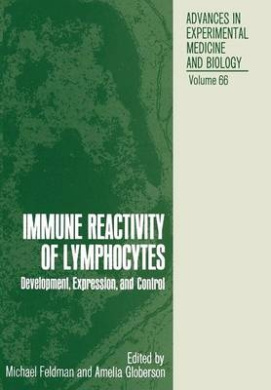 ADVANCES IN
EXPERIMENTAL
MEDICINE
AND BIOLOGY
Volume 66
IMMUNE REACTIVITY
OF LYMPHOCYTES
Development, Expression, and Control
Edited by
Michael Feldman and Amelia Globerson